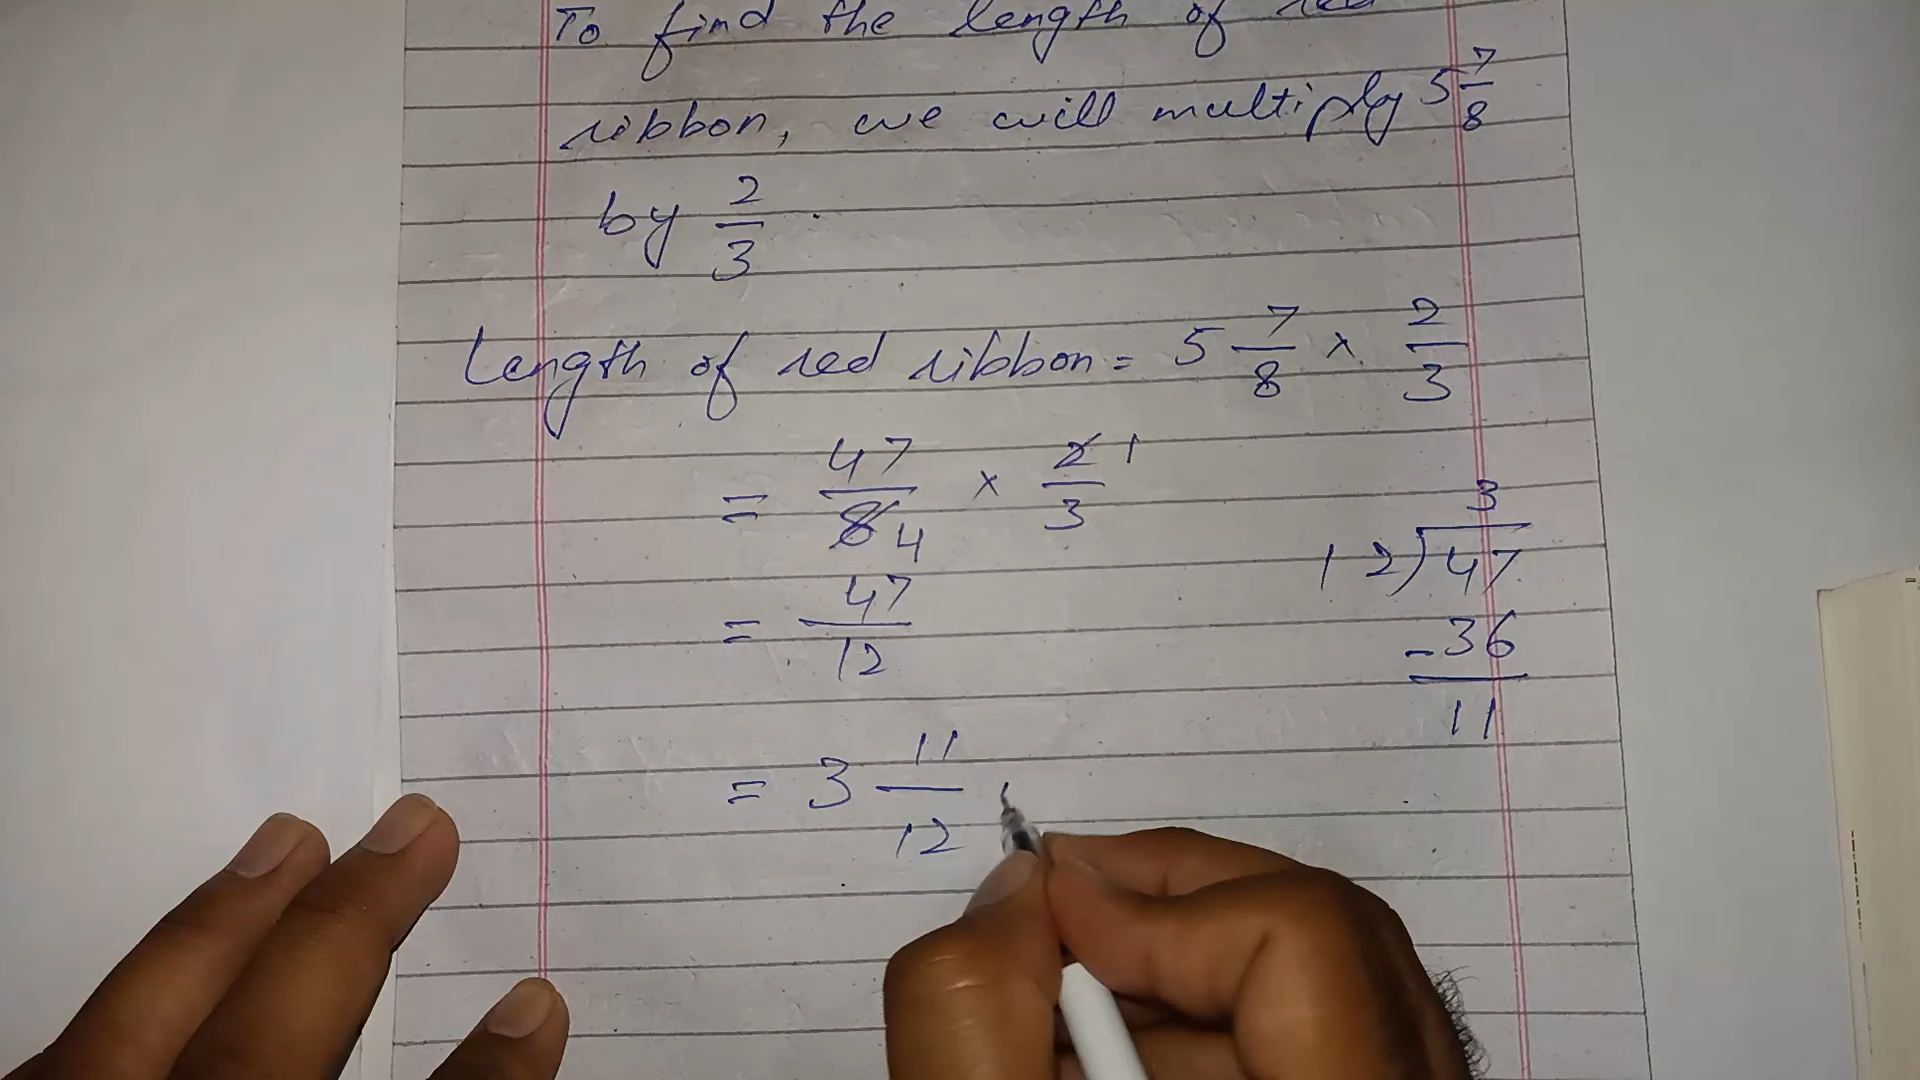 To find the length of red
ribbon, we will multiply 5 7/8
by 2/3.
Length of red ribbon = 5 7/8 × 2/3
= 47/8 4 × 2 1/3
= 47/12
= 3 11/12
3
12)47
-36
11